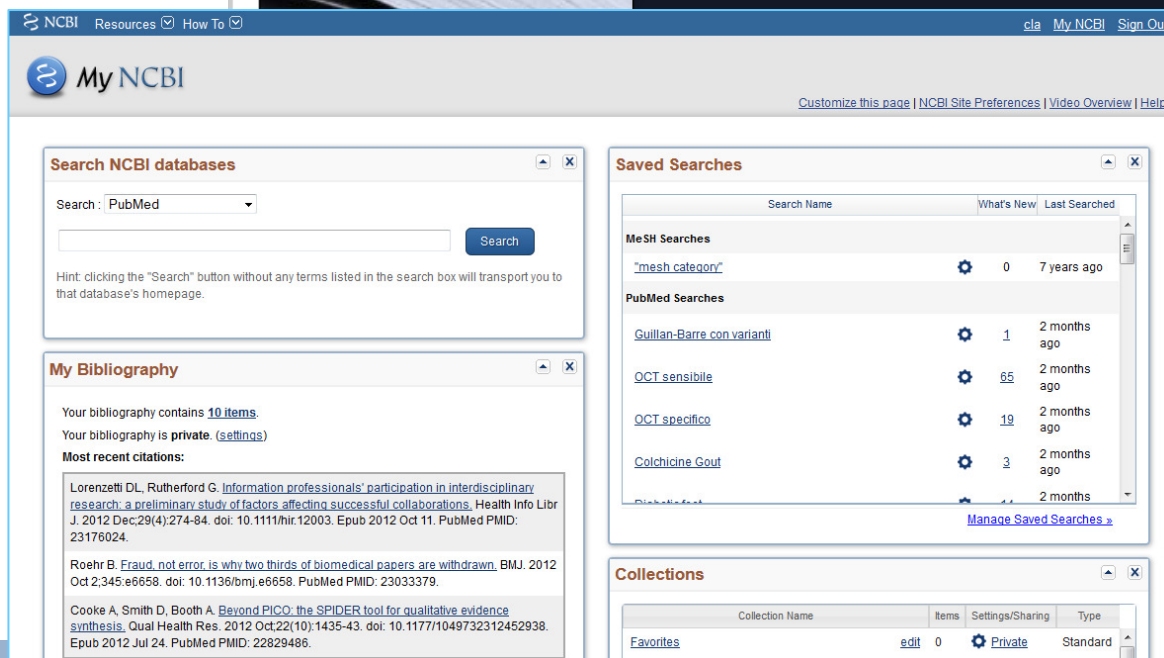 NCBI Resources How To cla My NCBI Sign Ou
My NCBI
Customize this page | NCBI Site Preferences | Video Overview | Help
Search NCBI databases
Search : PubMed
Search
Hint: clicking the "Search" button without any terms listed in the search box will transport you to
that database's homepage.
My Bibliography
Your bibliography contains 10 items.
Your bibliography is private. (settings)
Most recent citations:
Lorenzetti DL, Rutherford G. Information professionals' participation in interdisciplinary
research: a preliminary study of factors affecting successful collaborations. Health Info Libr
J. 2012 Dec;29(4):274-84. doi: 10.1111/hir.12003. Epub 2012 Oct 11. PubMed PMID:
23176024.
Roehr B. Fraud, not error, is why two thirds of biomedical papers are withdrawn. BMJ. 2012
Oct 2;345:e6658. doi: 10.1136/bmj.e6658. PubMed PMID: 23033379.
Cooke A, Smith D, Booth A. Beyond PICO: the SPIDER tool for qualitative evidence
synthesis. Qual Health Res. 2012 Oct;22(10):1435-43. doi: 10.1177/1049732312452938.
Epub 2012 Jul 24. PubMed PMID: 22829486.
Saved Searches
Search Name What's New Last Searched
MeSH Searches
"mesh category" 0 7 years ago
PubMed Searches
Guillan-Barre con varianti 1 2 months
ago
OCT sensibile 65 2 months
ago
OCT specifico 19 2 months
ago
Colchicine Gout 3 2 months
ago
2 months
Manage Saved Searches »
Collections
Collection Name Items Settings/Sharing Type
Favorites edit 0 Private Standard